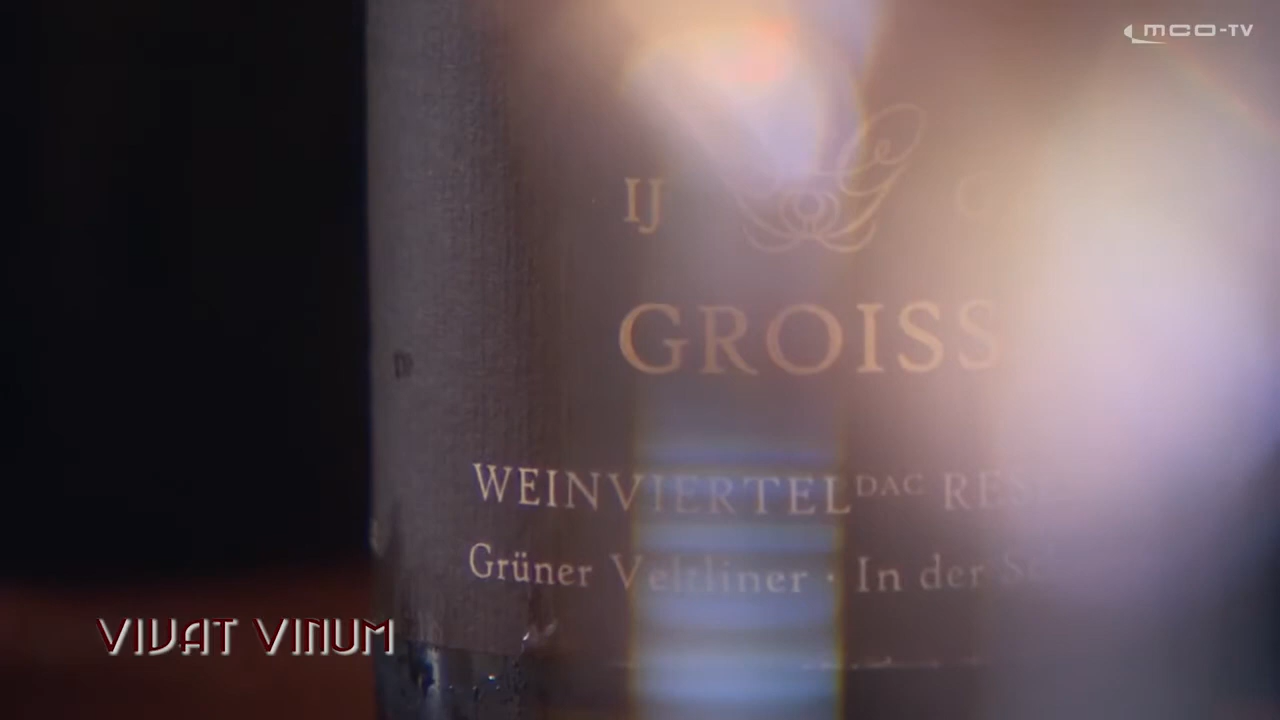 mco-TV
IJ
G
GROISS
WEINVIERTEL DAC
Grüner Veltliner · In der
VIVAT VINUM